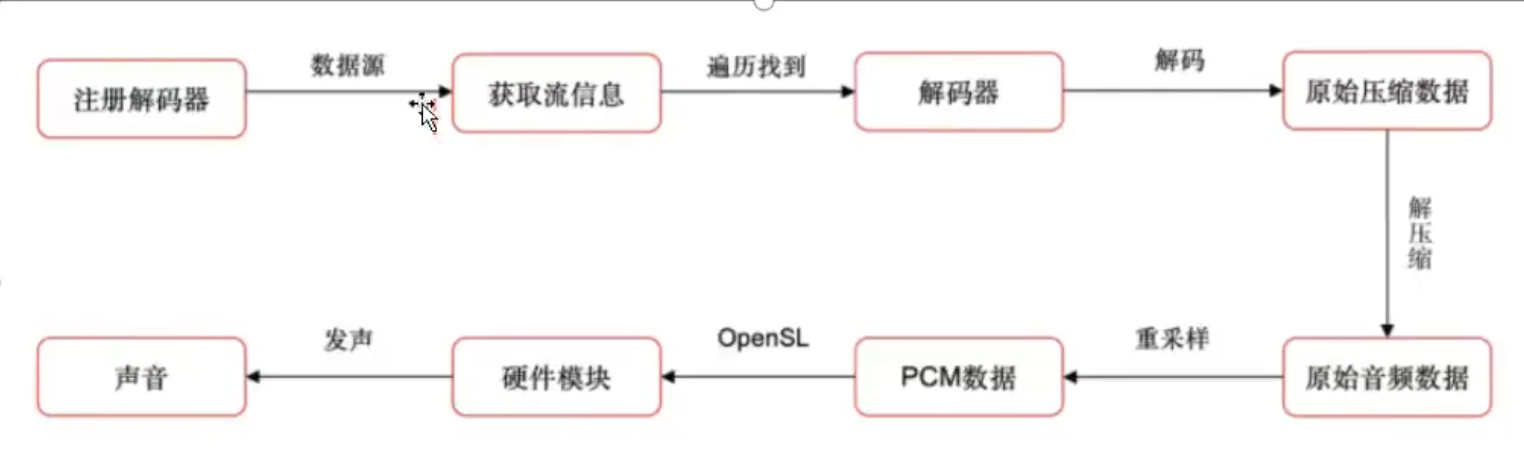 注册解码器
数据源
获取流信息
遍历找到
解码器
解码
原始压缩数据
解压缩
原始音频数据
重采样
PCM数据
OpenSL
硬件模块
发声
声音